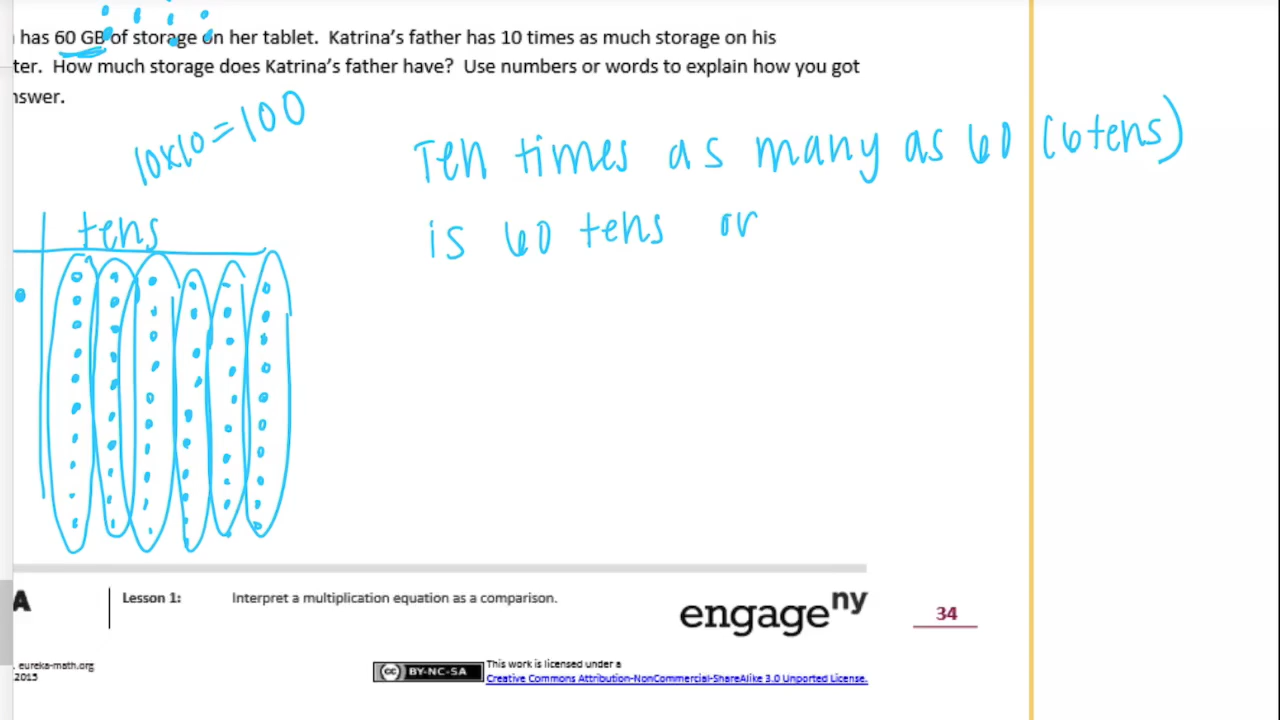 has 60 GB of storage on her tablet. Katrina's father has 10 times as much storage on his
ter. How much storage does Katrina's father have? Use numbers or words to explain how you got
nswer.
10x10=100
Ten times as many as 60 (6 tens)
is 60 tens or
tens
A
Lesson 1: Interpret a multiplication equation as a comparison.
engage ny
34
eureka-math.org
2015
cc BY-NC-SA
This work is licensed under a
Creative Commons Attribution-NonCommercial-ShareAlike 3.0 Unported License.